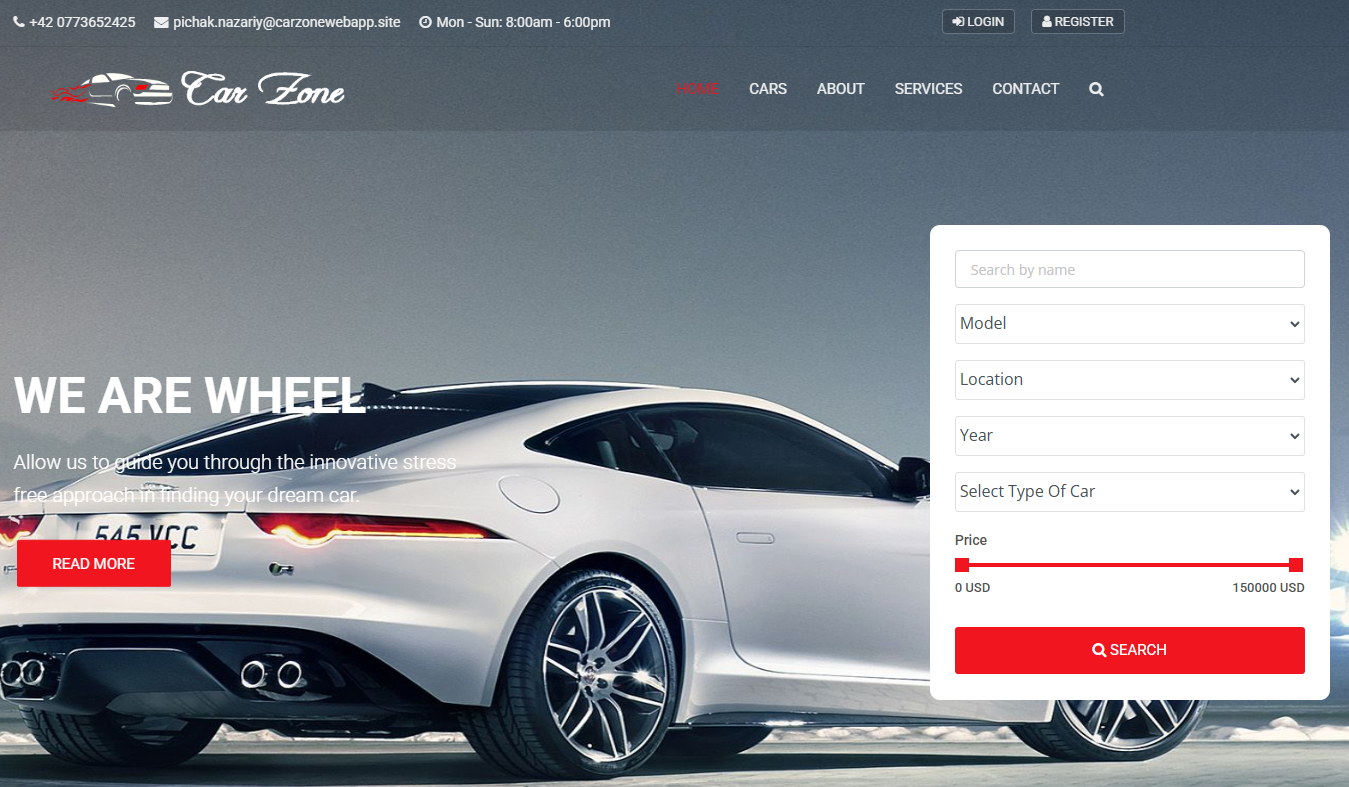 +42 0773652425 pichak.nazariy@carzonewebapp.site Mon - Sun: 8:00am - 6:00pm LOGIN REGISTER
Car Zone HOME CARS ABOUT SERVICES CONTACT
Search by name
Model
Location
Year
Select Type Of Car
Price
0 USD 150000 USD
SEARCH
WE ARE WHEEL
Allow us to guide you through the innovative stress
free approach in finding your dream car.
545 VCC
READ MORE